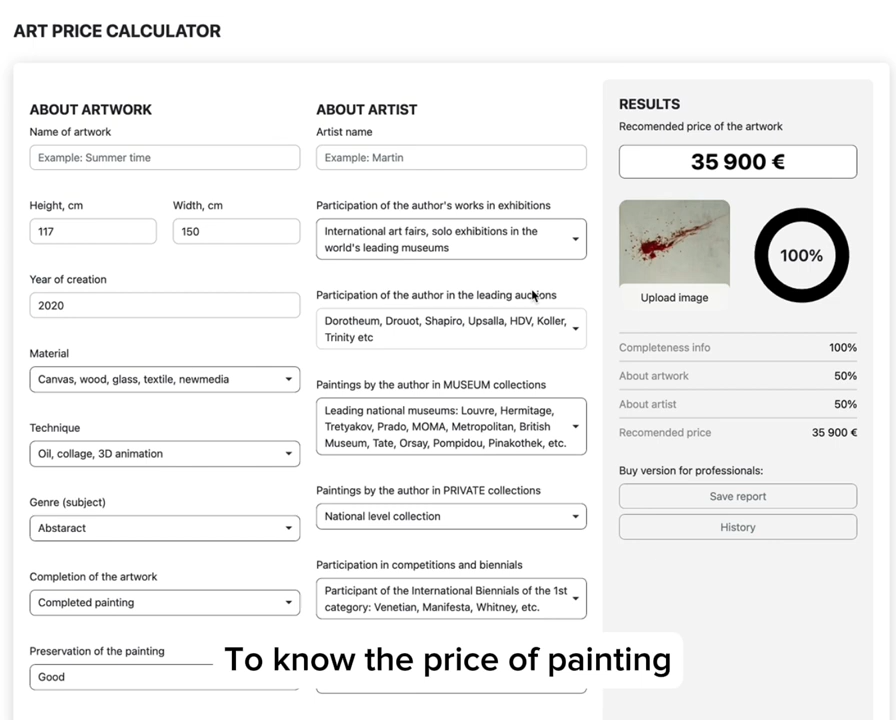 ART PRICE CALCULATOR
ABOUT ARTWORK
Name of artwork
Example: Summer time
Height, cm
Width, cm
117
150
Year of creation
2020
Material
Canvas, wood, glass, textile, newmedia
Technique
Oil, collage, 3D animation
Genre (subject)
Abstaract
Completion of the artwork
Completed painting
Preservation of the painting
Good
ABOUT ARTIST
Artist name
Example: Martin
Participation of the author's works in exhibitions
International art fairs, solo exhibitions in the
world's leading museums
Participation of the author in the leading auctions
Dorotheum, Drouot, Shapiro, Upsalla, HDV, Koller,
Trinity etc
Paintings by the author in MUSEUM collections
Leading national museums: Louvre, Hermitage,
Tretyakov, Prado, MOMA, Metropolitan, British
Museum, Tate, Orsay, Pompidou, Pinakothek, etc.
Paintings by the author in PRIVATE collections
National level collection
Participation in competitions and biennials
Participant of the International Biennials of the 1st
category: Venetian, Manifesta, Whitney, etc.
RESULTS
Recomended price of the artwork
35 900 €
Upload image
100%
Completeness info 100%
About artwork 50%
About artist 50%
Recomended price 35 900 €
Buy version for professionals:
Save report
History
To know the price of painting